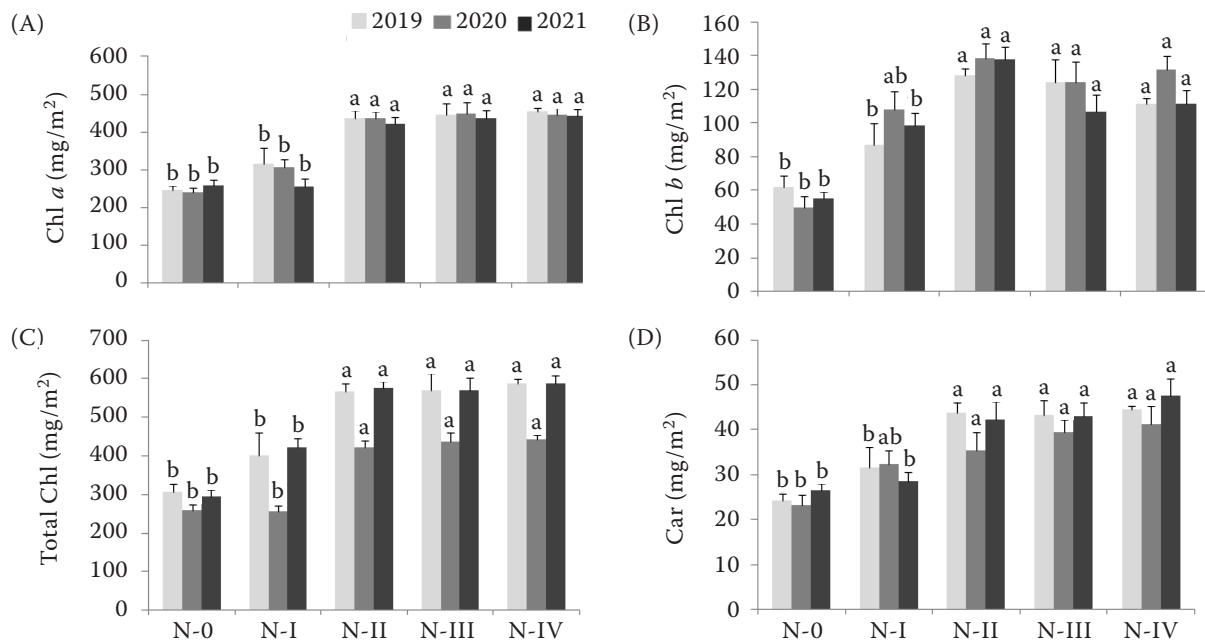 (A)
2019 2020 2021
Chl a (mg/m²)
600
500
400
300
200
100
0
b b b
b b b
a a a
a a a
a a a
(B)
Chl b (mg/m²)
160
140
120
100
80
60
40
20
0
b b b
b ab b
a a a
a a a
a a a
(C)
Total Chl (mg/m²)
700
600
500
400
300
200
100
0
b b b
b b b
a a a
a a a
a a a
N-0 N-I N-II N-III N-IV
(D)
Car (mg/m²)
60
50
40
30
20
10
0
b b b
b ab b
a a a
a a a
a a a
N-0 N-I N-II N-III N-IV